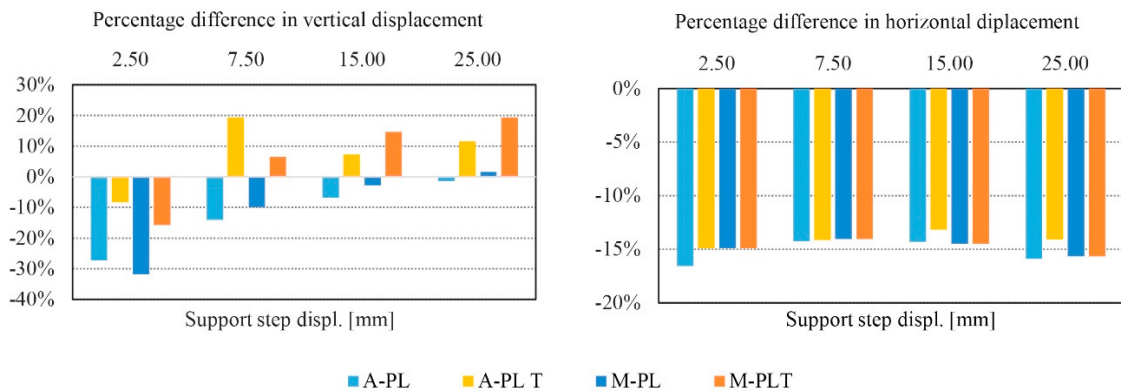 Percentage difference in vertical displacement
2.50 7.50 15.00 25.00
30%
20%
10%
0%
-10%
-20%
-30%
-40%
Support step displ. [mm]
Percentage difference in horizontal diplacement
2.50 7.50 15.00 25.00
0%
-5%
-10%
-15%
-20%
Support step displ. [mm]
A-PL A-PL T M-PL M-PLT